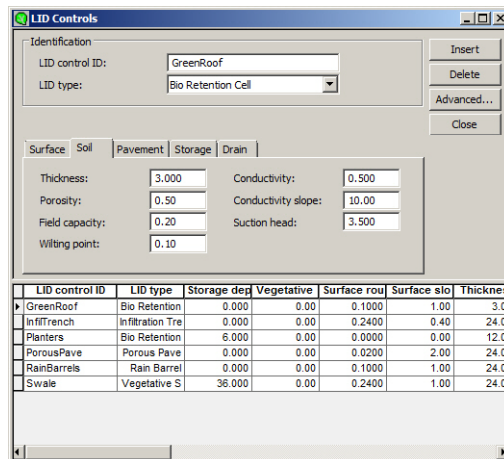 LID Controls
Identification
LID control ID: GreenRoof
LID type: Bio Retention Cell
Insert
Delete
Advanced...
Close
Surface Soil Pavement Storage Drain
Thickness: 3.000 Conductivity: 0.500
Porosity: 0.50 Conductivity slope: 10.00
Field capacity: 0.20 Suction head: 3.500
Wilting point: 0.10
LID control ID LID type Storage dep Vegetative Surface rou Surface slo Thickness
GreenRoof Bio Retention 0.000 0.00 0.1000 1.00 3.0
InfilTrench Infiltration Tre 0.000 0.00 0.2400 0.40 24.0
Planters Bio Retention 6.000 0.00 0.0000 0.00 12.0
PorousPave Porous Pave 0.000 0.00 0.0200 2.00 24.0
RainBarrels Rain Barrel 0.000 0.00 0.1000 1.00 24.0
Swale Vegetative S 36.000 0.00 0.2400 1.00 24.0